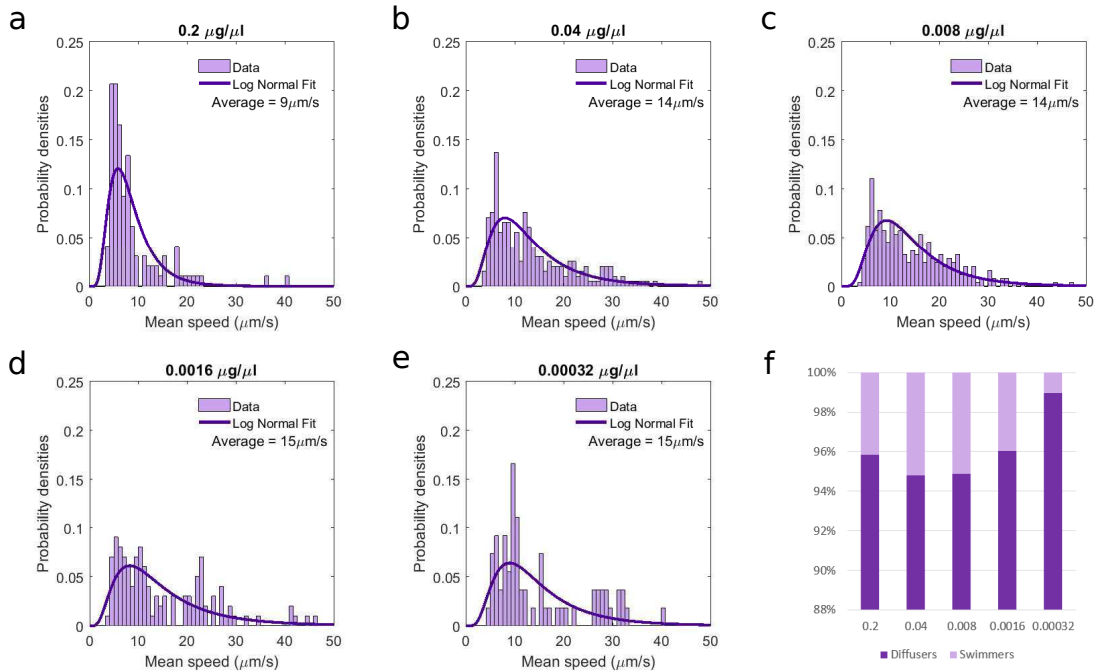 a
0.2 μg/μl
Probability densities
0.25
0.2
0.15
0.1
0.05
0
Data
Log Normal Fit
Average = 9μm/s
0 10 20 30 40 50
Mean speed (μm/s)
b
0.04 μg/μl
Probability densities
0.25
0.2
0.15
0.1
0.05
0
Data
Log Normal Fit
Average = 14μm/s
0 10 20 30 40 50
Mean speed (μm/s)
c
0.008 μg/μl
Probability densities
0.25
0.2
0.15
0.1
0.05
0
Data
Log Normal Fit
Average = 14μm/s
0 10 20 30 40 50
Mean speed (μm/s)
d
0.0016 μg/μl
Probability densities
0.25
0.2
0.15
0.1
0.05
0
Data
Log Normal Fit
Average = 15μm/s
0 10 20 30 40 50
Mean speed (μm/s)
e
0.00032 μg/μl
Probability densities
0.25
0.2
0.15
0.1
0.05
0
Data
Log Normal Fit
Average = 15μm/s
0 10 20 30 40 50
Mean speed (μm/s)
f
100%
98%
96%
94%
92%
90%
88%
0.2 0.04 0.008 0.0016 0.00032
Diffusers Swimmers